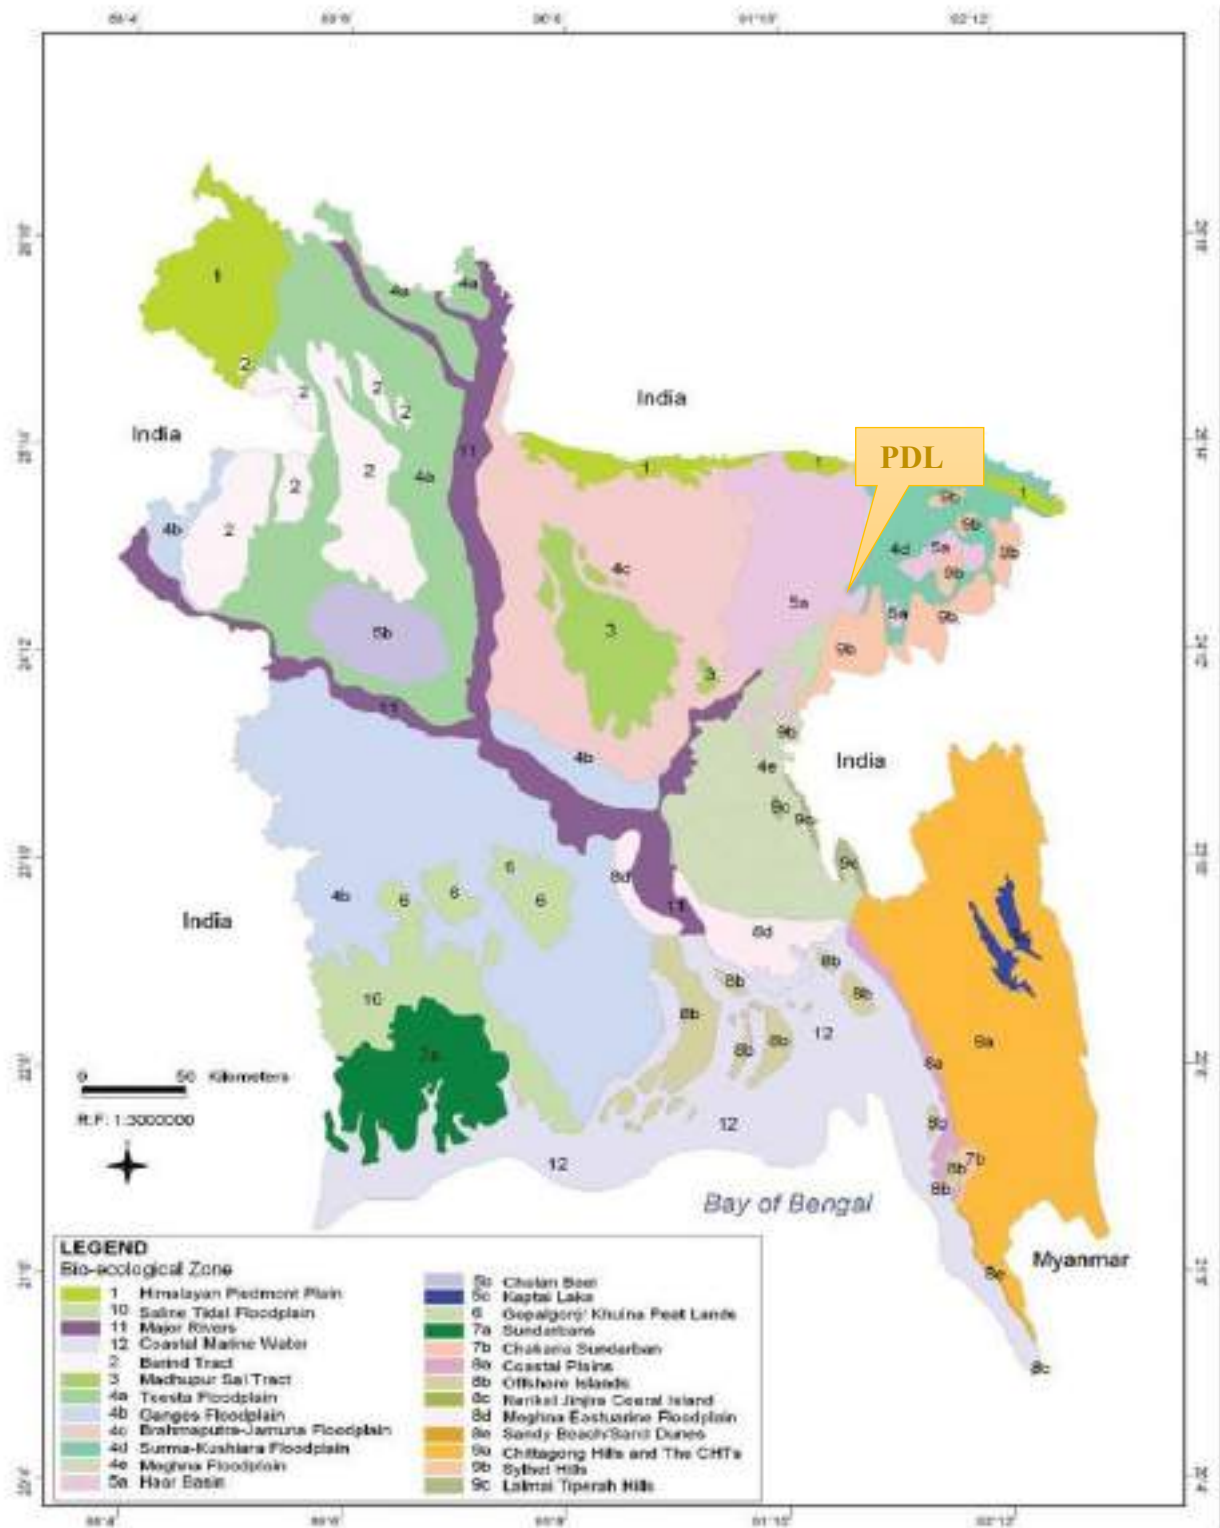 1
4a
4a
2
2
2
2
India
India
PDL
11
1
1
1
2
2
4a
9b
9b
4b
2
4d
5a
9b
4c
9b
5a
5a
9b
5b
3
9b
3
11
9b
4b
4e
India
9c
9c
6
9c
8d
6
4b
6
6
11
India
8d
8b
8b
8b
10
8b
12
8b
8b
9a
7a
8a
0 50 Kilometers
R.F: 1:3000000
8b
12
7b
8b
12
8b
Bay of Bengal
Myanmar
8e
8c
LEGEND
Bio-ecological Zone
1 Himalayan Piedmont Plain
10 Saline Tidal Floodplain
11 Major Rivers
12 Coastal Marine Water
2 Barind Tract
3 Madhupur Sal Tract
4a Teesta Floodplain
4b Ganges Floodplain
4c Brahmaputra-Jamuna Floodplain
4d Surma-Kushiara Floodplain
4e Meghna Floodplain
5a Haor Basin
5b Chalan Beel
5c Kaptai Lake
6 Gopalgonj/ Khulna Peat Lands
7a Sundarbans
7b Chakaria Sundarban
8a Coastal Plains
8b Offshore Islands
8c Narikel Jinjira Coaral Island
8d Meghna Eastuarine Floodplain
8e Sandy Beach/Sand Dunes
9a Chittagong Hills and The CHTs
9b Sylhet Hills
9c Lalmai Tiperah Hills